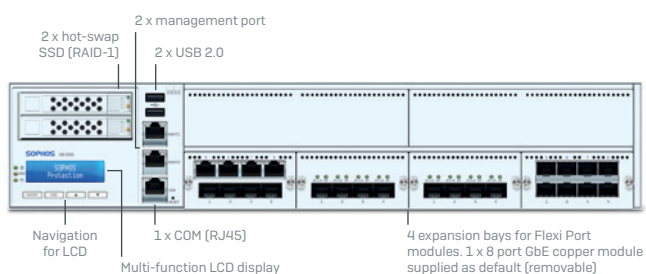 2 x management port
2 x hot-swap
SSD (RAID-1)
2 x USB 2.0
SOPHOS
SOPHOS
Protection
Navigation
for LCD
1 x COM (RJ45)
Multi-function LCD display
4 expansion bays for Flexi Port
modules. 1 x 8 port GbE copper module
supplied as default (removable)